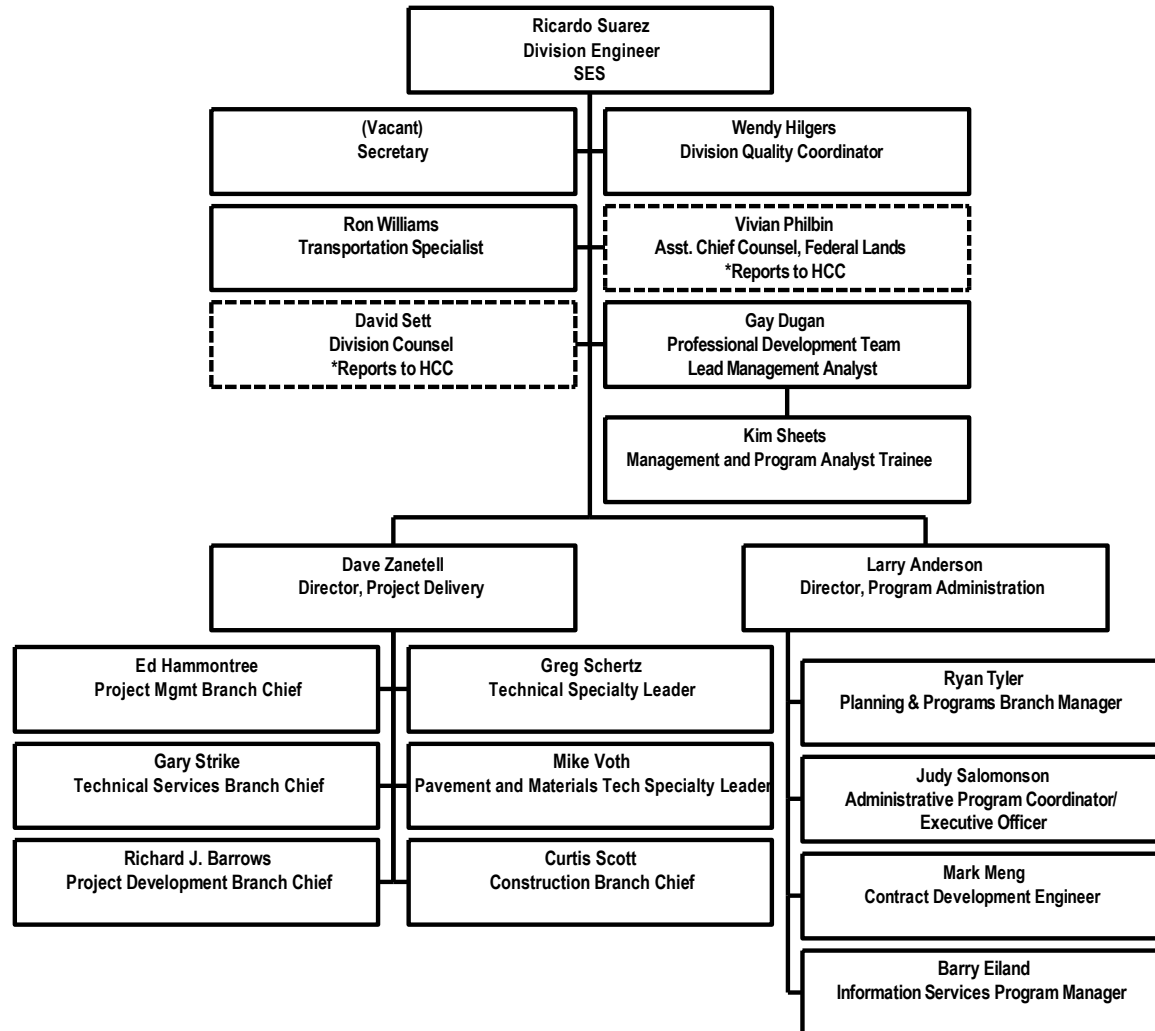 Ricardo Suarez
Division Engineer
SES
(Vacant)
Secretary
Wendy Hilgers
Division Quality Coordinator
Ron Williams
Transportation Specialist
Vivian Philbin
Asst. Chief Counsel, Federal Lands
*Reports to HCC
David Sett
Division Counsel
*Reports to HCC
Gay Dugan
Professional Development Team
Lead Management Analyst
Kim Sheets
Management and Program Analyst Trainee
Dave Zanetell
Director, Project Delivery
Larry Anderson
Director, Program Administration
Ed Hammontree
Project Mgmt Branch Chief
Greg Schertz
Technical Specialty Leader
Gary Strike
Technical Services Branch Chief
Mike Voth
Pavement and Materials Tech Specialty Leader
Richard J. Barrows
Project Development Branch Chief
Curtis Scott
Construction Branch Chief
Ryan Tyler
Planning & Programs Branch Manager
Judy Salomonson
Administrative Program Coordinator/
Executive Officer
Mark Meng
Contract Development Engineer
Barry Eiland
Information Services Program Manager